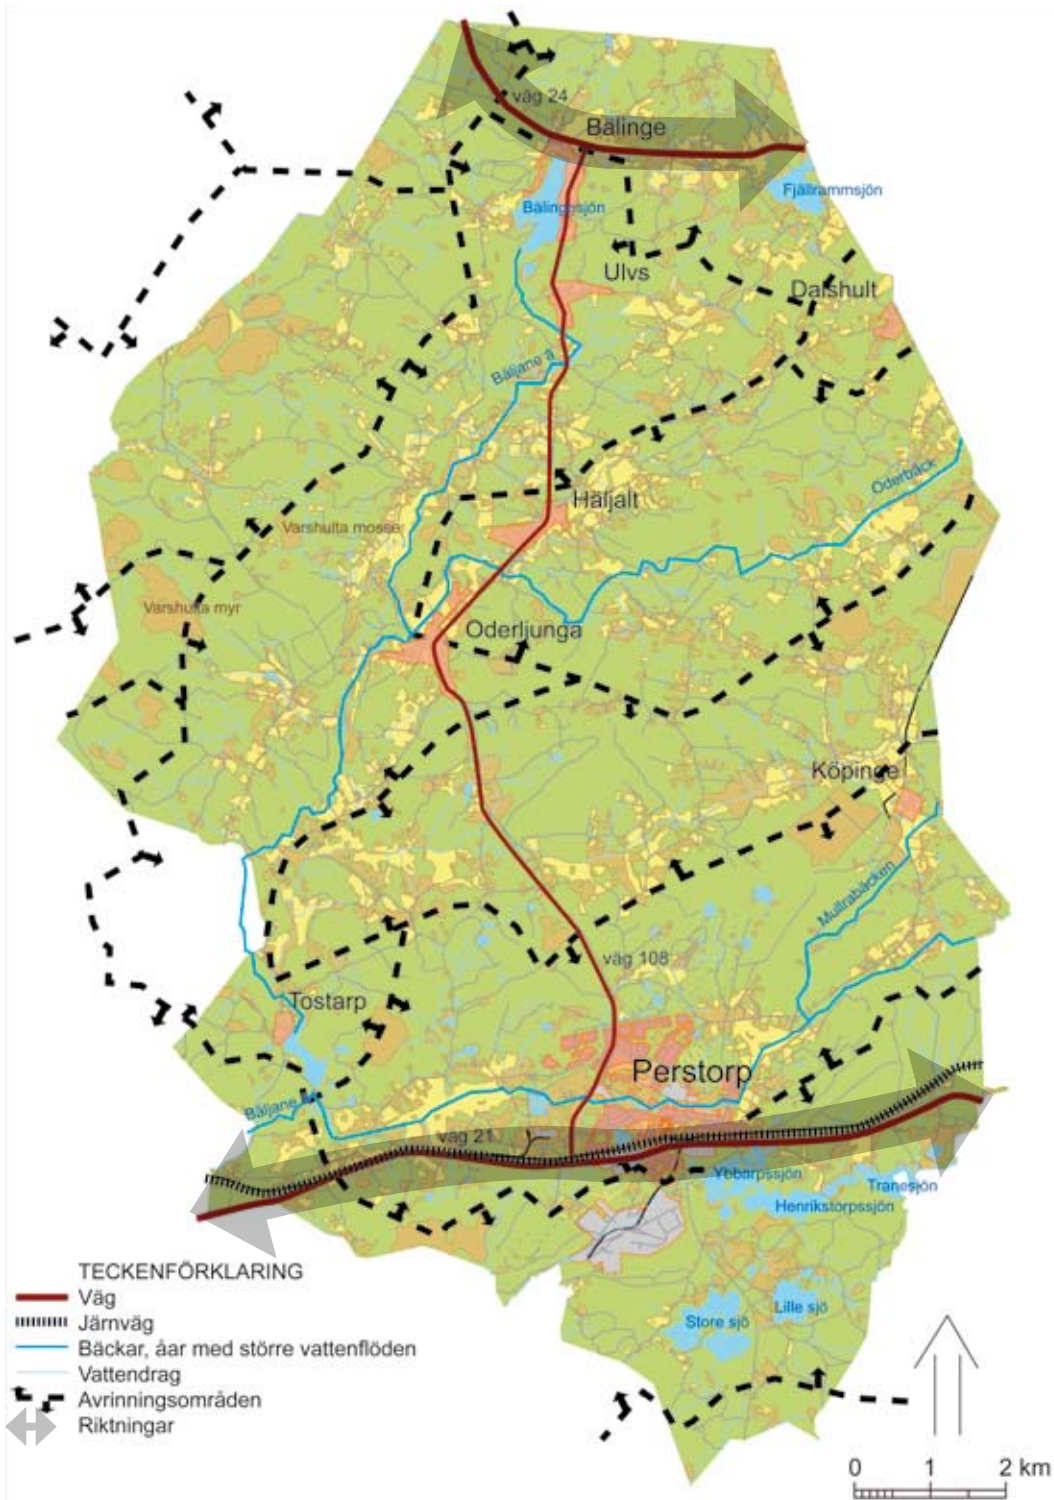 väg 24
Bälinge
Fjällrammsjön
Bälingesjön
Ulvs
Dalshult
Bäljane å
Häljalt
Oderbäck
Varshulta mosse
Varshulta myr
Oderljunga
Köpinge
Mullrabäcken
väg 108
Tostarp
Perstorp
Bäljane
väg 21
Ybbarpssjön
Tranesjön
Henrikstorpssjön
Lille sjö
Store sjö
TECKENFÖRKLARING
Väg
Järnväg
Bäckar, åar med större vattenflöden
Vattendrag
Avrinningsområden
Riktningar
0 1 2 km